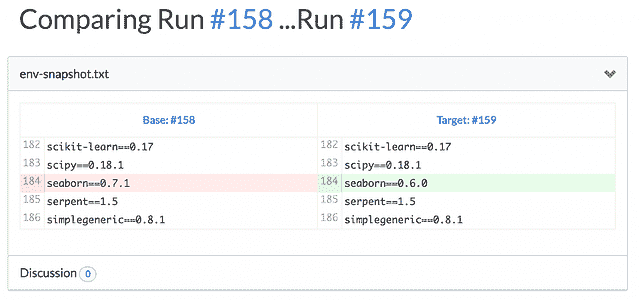 Comparing Run #158 ...Run #159
env-snapshot.txt
Base: #158 Target: #159
182 scikit-learn==0.17 182 scikit-learn==0.17
183 scipy==0.18.1 183 scipy==0.18.1
184 seaborn==0.7.1 184 seaborn==0.6.0
185 serpent==1.5 185 serpent==1.5
186 simplegeneric==0.8.1 186 simplegeneric==0.8.1
Discussion 0